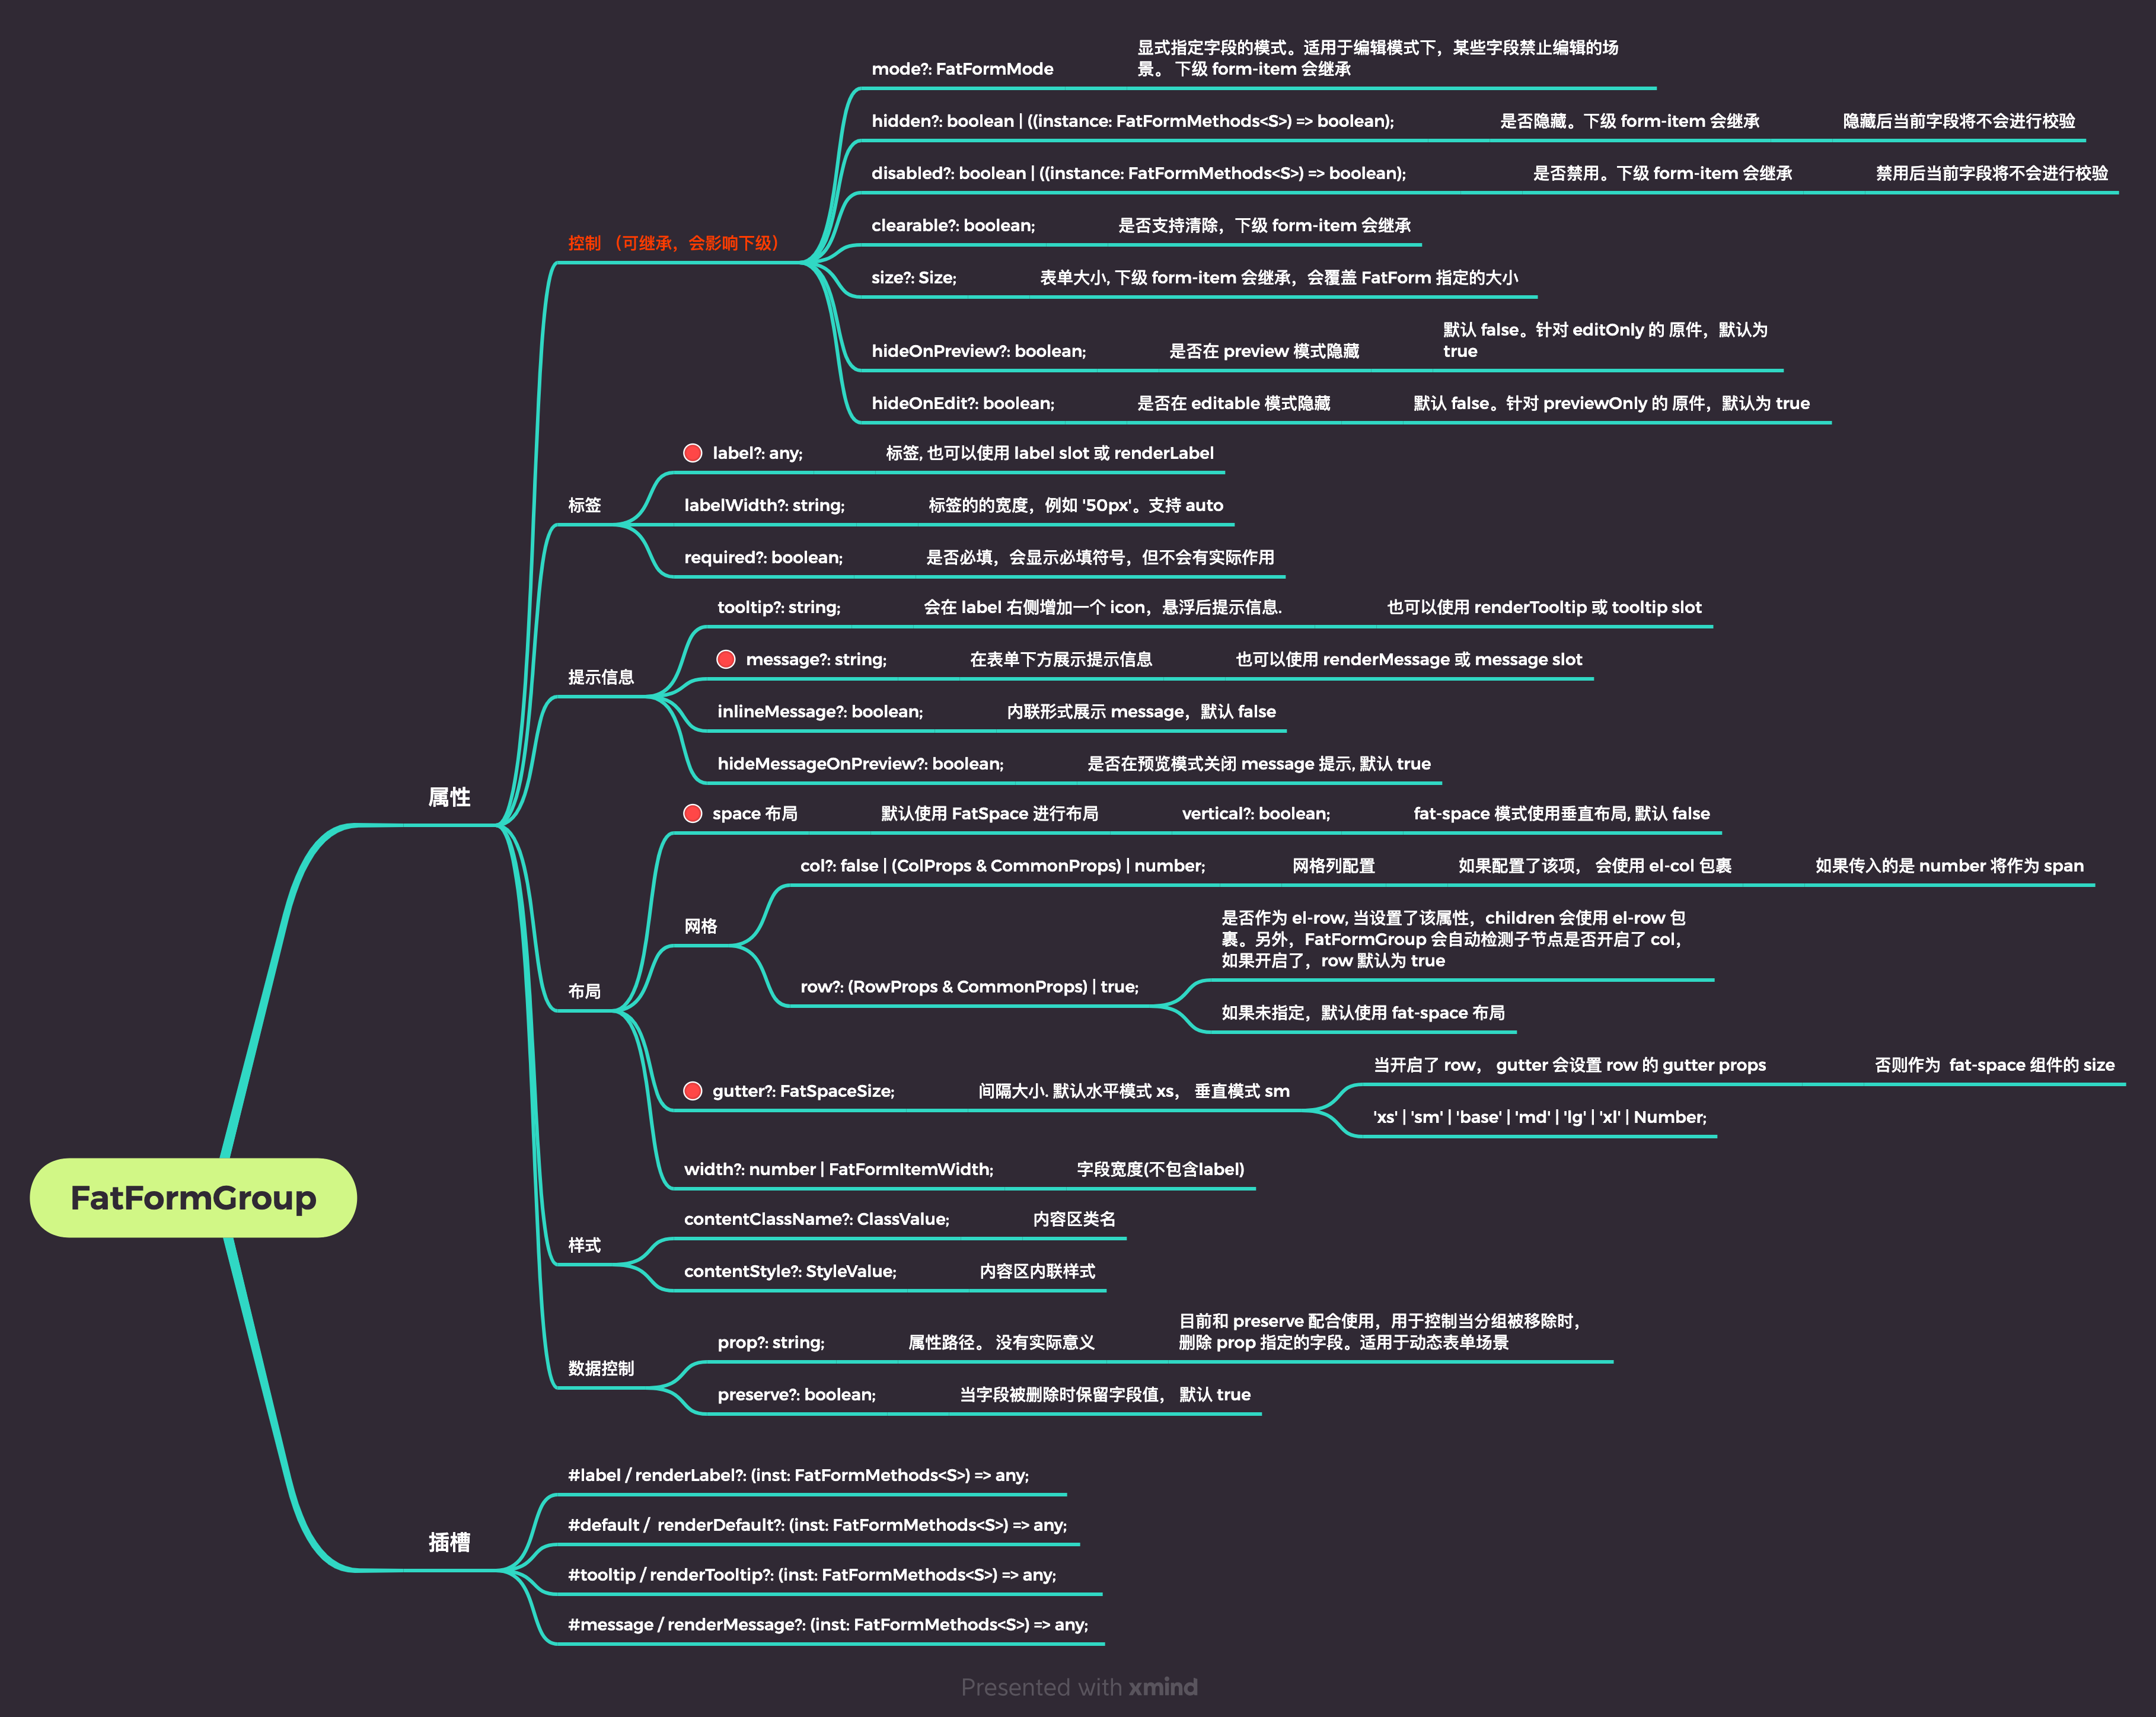 FatFormGroup
属性
控制 （可继承，会影响下级）
mode?: FatFormMode
显式指定字段的模式。适用于编辑模式下，某些字段禁止编辑的场
景。 下级 form-item 会继承
hidden?: boolean | ((instance: FatFormMethods<S>) => boolean);
是否隐藏。下级 form-item 会继承
隐藏后当前字段将不会进行校验
disabled?: boolean | ((instance: FatFormMethods<S>) => boolean);
是否禁用。下级 form-item 会继承
禁用后当前字段将不会进行校验
clearable?: boolean;
是否支持清除，下级 form-item 会继承
size?: Size;
表单大小, 下级 form-item 会继承，会覆盖 FatForm 指定的大小
hideOnPreview?: boolean;
是否在 preview 模式隐藏
默认 false。针对 editOnly 的 原件，默认为
true
hideOnEdit?: boolean;
是否在 editable 模式隐藏
默认 false。针对 previewOnly 的 原件，默认为 true
标签
label?: any;
标签, 也可以使用 label slot 或 renderLabel
labelWidth?: string;
标签的的宽度，例如 '50px'。支持 auto
required?: boolean;
是否必填，会显示必填符号，但不会有实际作用
提示信息
tooltip?: string;
会在 label 右侧增加一个 icon，悬浮后提示信息.
也可以使用 renderTooltip 或 tooltip slot
message?: string;
在表单下方展示提示信息
也可以使用 renderMessage 或 message slot
inlineMessage?: boolean;
内联形式展示 message，默认 false
hideMessageOnPreview?: boolean;
是否在预览模式关闭 message 提示, 默认 true
布局
space 布局
默认使用 FatSpace 进行布局
vertical?: boolean;
fat-space 模式使用垂直布局, 默认 false
网格
col?: false | (ColProps & CommonProps) | number;
网格列配置
如果配置了该项， 会使用 el-col 包裹
如果传入的是 number 将作为 span
row?: (RowProps & CommonProps) | true;
是否作为 el-row, 当设置了该属性，children 会使用 el-row 包
裹。另外，FatFormGroup 会自动检测子节点是否开启了 col，
如果开启了，row 默认为 true
如果未指定，默认使用 fat-space 布局
gutter?: FatSpaceSize;
间隔大小. 默认水平模式 xs， 垂直模式 sm
当开启了 row， gutter 会设置 row 的 gutter props
否则作为 fat-space 组件的 size
'xs' | 'sm' | 'base' | 'md' | 'lg' | 'xl' | Number;
width?: number | FatFormItemWidth;
字段宽度(不包含label)
样式
contentClassName?: ClassValue;
内容区类名
contentStyle?: StyleValue;
内容区内联样式
数据控制
prop?: string;
属性路径。 没有实际意义
目前和 preserve 配合使用，用于控制当分组被移除时，
删除 prop 指定的字段。适用于动态表单场景
preserve?: boolean;
当字段被删除时保留字段值， 默认 true
插槽
#label / renderLabel?: (inst: FatFormMethods<S>) => any;
#default / renderDefault?: (inst: FatFormMethods<S>) => any;
#tooltip / renderTooltip?: (inst: FatFormMethods<S>) => any;
#message / renderMessage?: (inst: FatFormMethods<S>) => any;
Presented with xmind